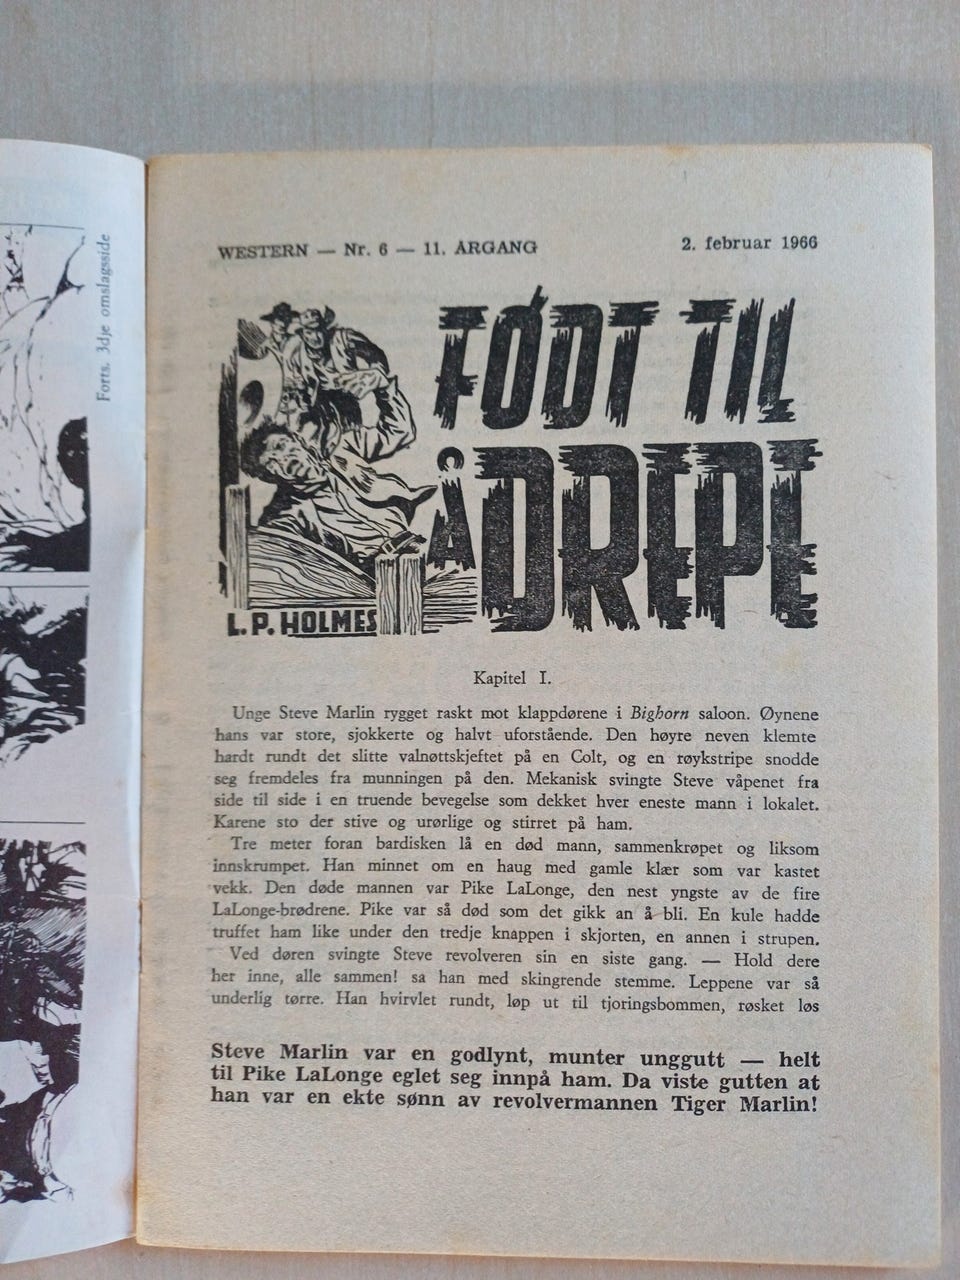 Forts. 3dje omslagsside
WESTERN — Nr. 6 — 11. ÅRGANG
2. februar 1966
FØDT TIL
Å DREPE
L. P. HOLMES
Kapitel I.
Unge Steve Marlin rygget raskt mot klappdørene i Bighorn saloon. Øynene
hans var store, sjokkerte og halvt uforstående. Den høyre neven klemte
hardt rundt det slitte valnøttskjeftet på en Colt, og en røykstripe snodde
seg fremdeles fra munningen på den. Mekanisk svingte Steve våpenet fra
side til side i en truende bevegelse som dekket hver eneste mann i lokalet.
Karene sto der stive og urørlige og stirret på ham.
Tre meter foran bardisken lå en død mann, sammenkrøpet og liksom
innskrumpet. Han minnet om en haug med gamle klær som var kastet
vekk. Den døde mannen var Pike LaLonge, den nest yngste av de fire
LaLonge-brødrene. Pike var så død som det gikk an å bli. En kule hadde
truffet ham like under den tredje knappen i skjorten, en annen i strupen.
Ved døren svingte Steve revolveren sin en siste gang. — Hold dere
her inne, alle sammen! sa han med skingrende stemme. Leppene var så
underlig tørre. Han hvirvlet rundt, løp ut til tjoringsbommen, røsket løs
Steve Marlin var en godlynt, munter unggutt — helt
til Pike LaLonge eglet seg innpå ham. Da viste gutten at
han var en ekte sønn av revolvermannen Tiger Marlin!